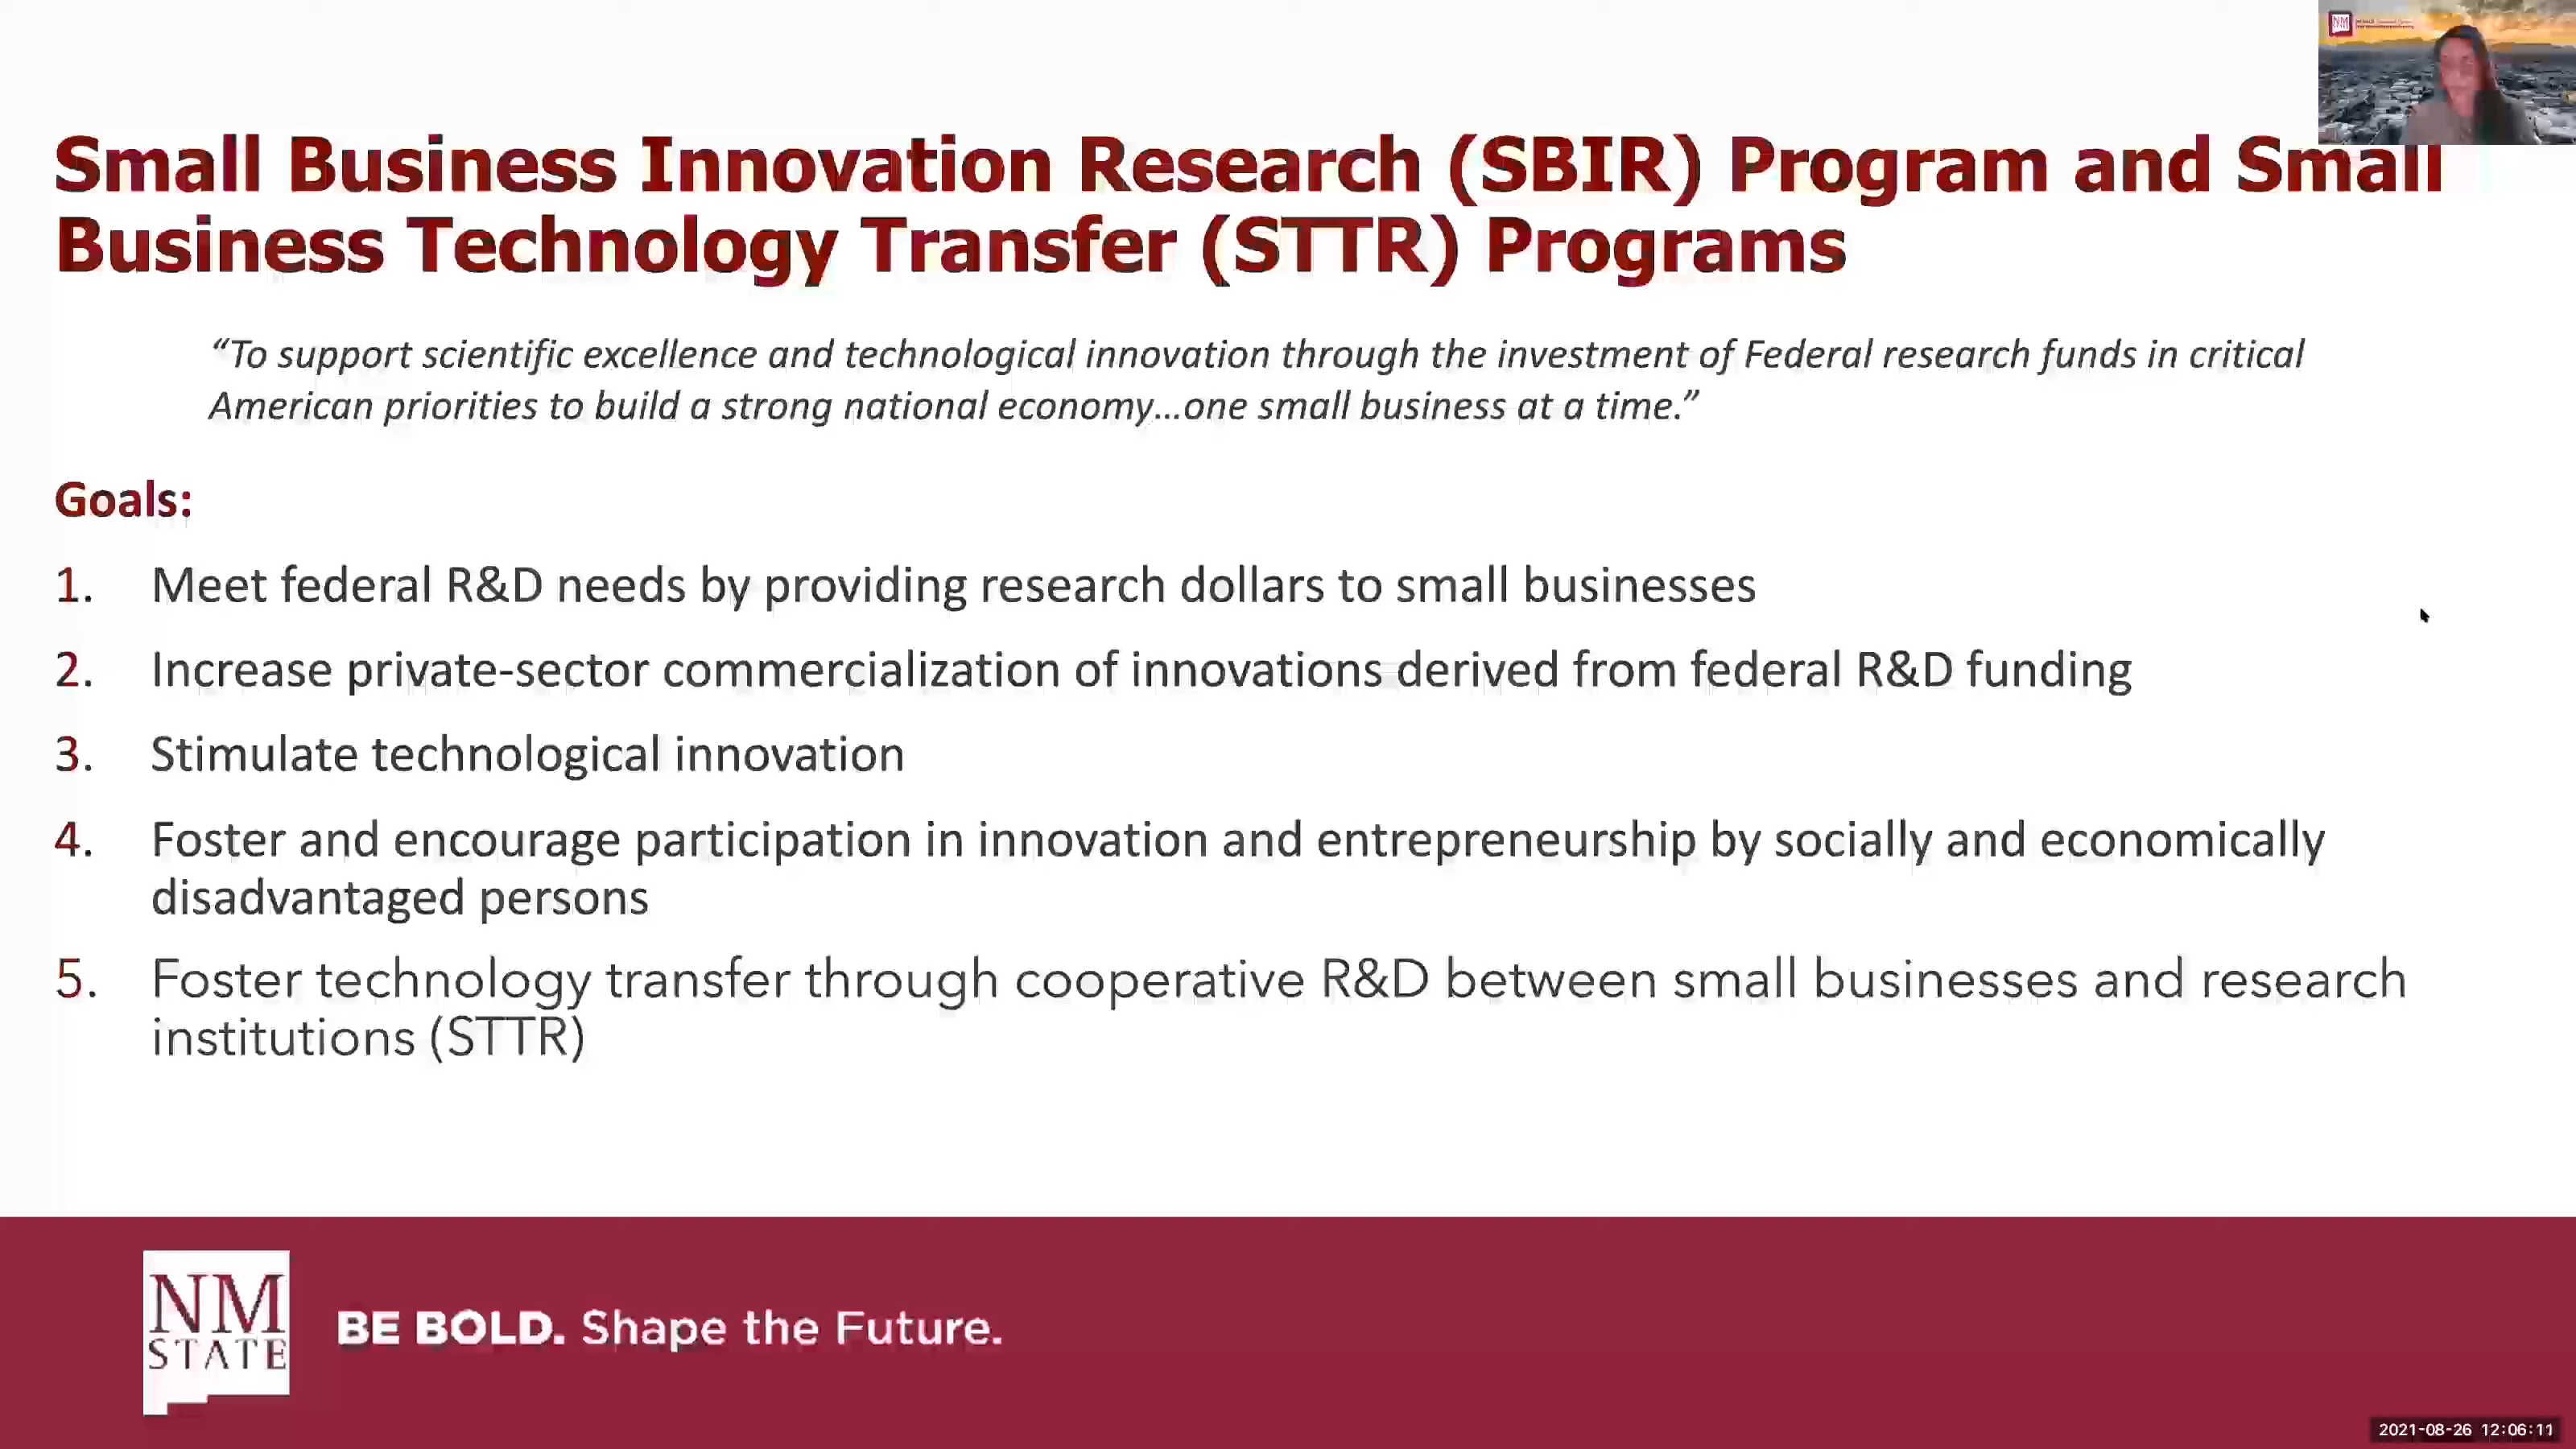 Small Business Innovation Research (SBIR) Program and Small
Business Technology Transfer (STTR) Programs
“To support scientific excellence and technological innovation through the investment of Federal research funds in critical
American priorities to build a strong national economy...one small business at a time.”
Goals:
1. Meet federal R&D needs by providing research dollars to small businesses
2. Increase private-sector commercialization of innovations derived from federal R&D funding
3. Stimulate technological innovation
4. Foster and encourage participation in innovation and entrepreneurship by socially and economically
disadvantaged persons
5. Foster technology transfer through cooperative R&D between small businesses and research
institutions (STTR)
NM
STATE
BE BOLD. Shape the Future.
2021-08-26 12:06:11